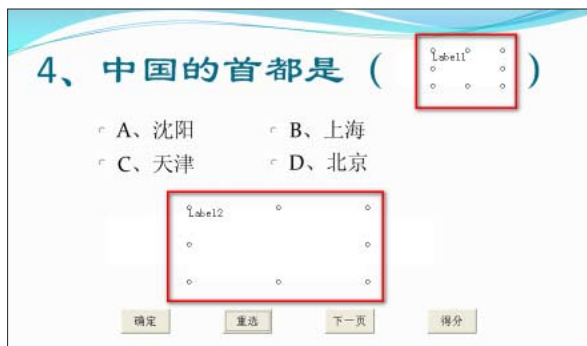 4、中国的首都是（ Label1 ）
A、沈阳 B、上海
C、天津 D、北京
Label2
确定 重选 下一页 得分